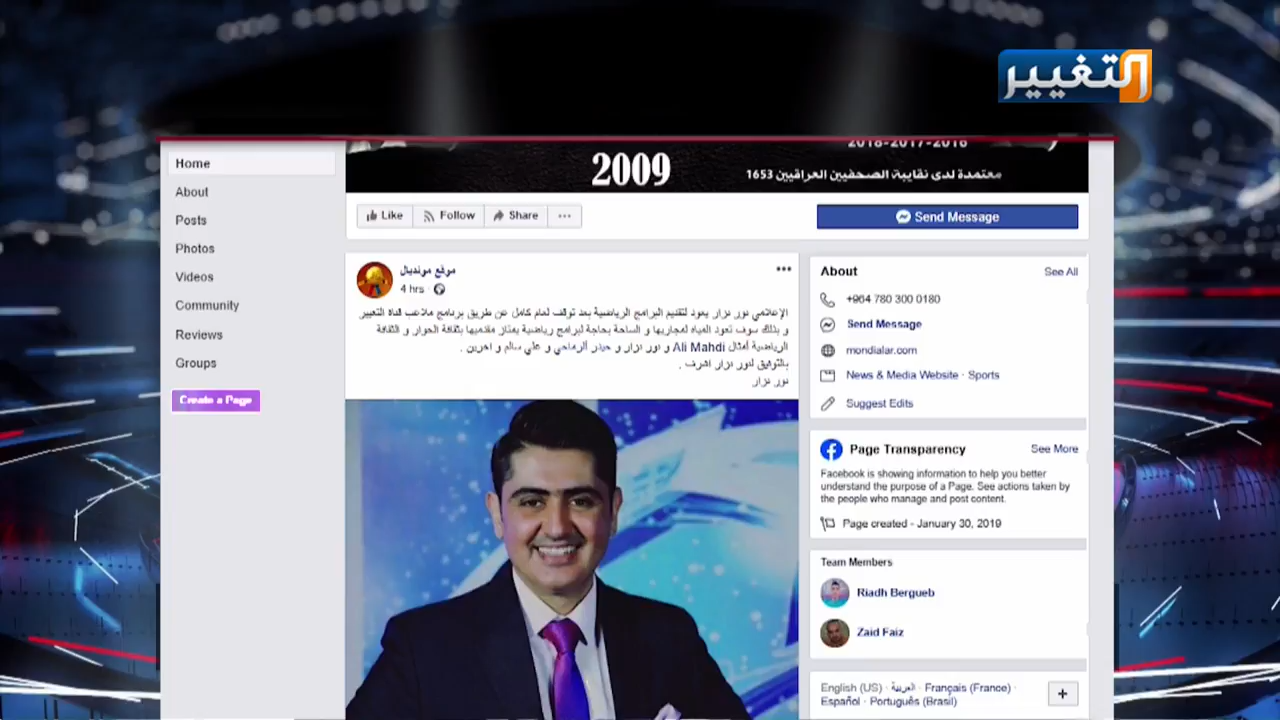 التغيير
2018-2017-2016
2009
معتمدة لدى نقابية الصحفيين العراقيين 1653
Home
About
Posts
Photos
Videos
Community
Reviews
Groups
Create a Page
Like
Follow
Share
Send Message
موقع مونديال
4 hrs
الإعلامي نور نزار يعود لتقديم البرامج الرياضية بعد توقف لعام كامل عن طريق برنامج ملاعب قناة التغيير
و بذلك سوف تعود المياه لمجاريها و الساحة بحاجة لبرامج رياضية يمتاز مقدميها بثقافة الحوار و الثقافة
الرياضية أمثال Ali Mahdi و نور نزار و حيدر الرماحي و علي سالم و اخرين .
بالتوفيق لنور نزار اشرف .
نور نزار
About
See All
+964 780 300 0180
Send Message
mondialar.com
News & Media Website · Sports
Suggest Edits
Page Transparency
See More
Facebook is showing information to help you better
understand the purpose of a Page. See actions taken by
the people who manage and post content.
Page created - January 30, 2019
Team Members
Riadh Bergueb
Zaid Faiz
English (US) · العربية · Français (France) ·
Español · Português (Brasil)